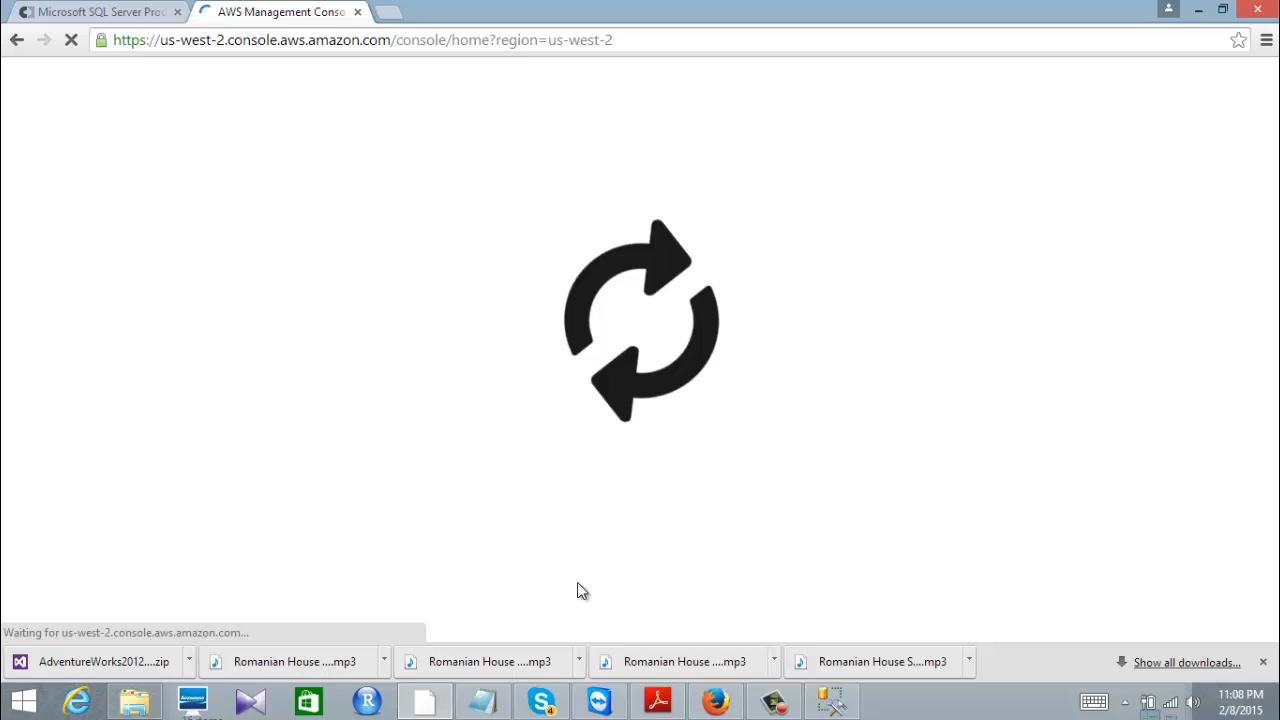 Microsoft SQL Server Prod
AWS Management Conso
https://us-west-2.console.aws.amazon.com/console/home?region=us-west-2
Waiting for us-west-2.console.aws.amazon.com...
AdventureWorks2012....zip
Romanian House ....mp3
Romanian House ....mp3
Romanian House ....mp3
Romanian House S....mp3
Show all downloads...
R
S
4
11:08 PM
2/8/2015